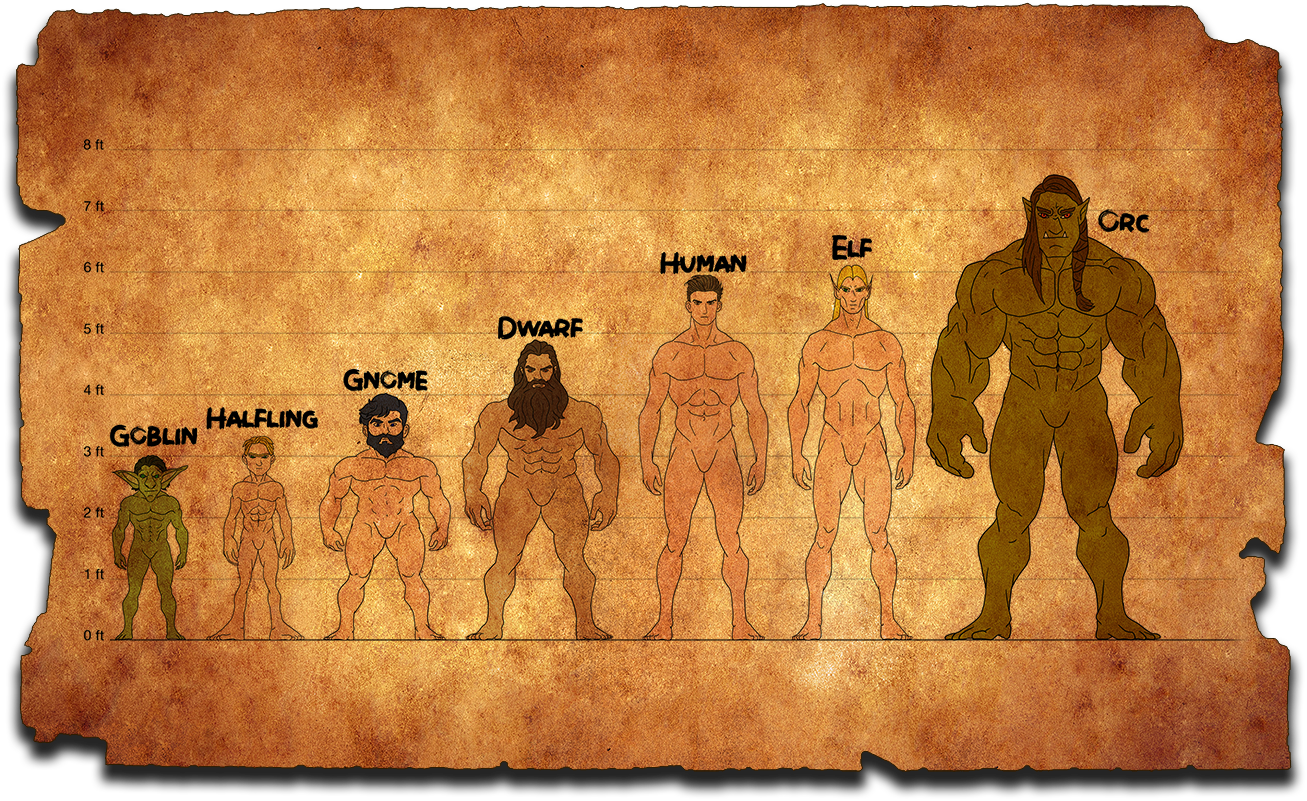 8 ft
7 ft
6 ft
5 ft
4 ft
3 ft
2 ft
1 ft
0 ft
Goblin
Halfling
Gnome
Dwarf
Human
Elf
Orc